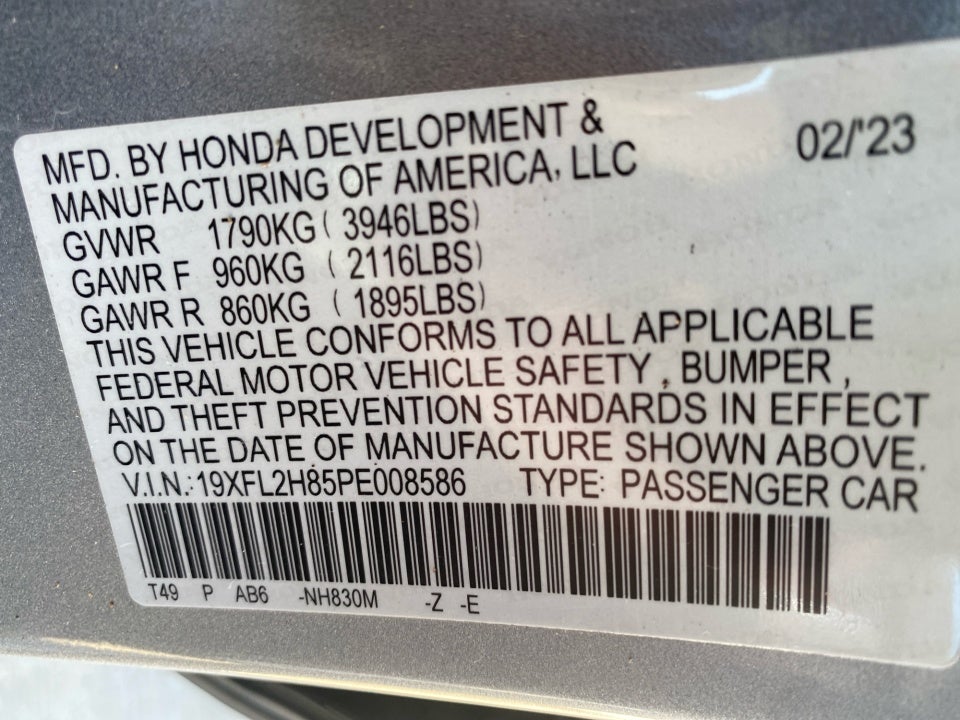 MFD. BY HONDA DEVELOPMENT & 02/'23
MANUFACTURING OF AMERICA, LLC
GVWR 1790KG ( 3946LBS)
GAWR F 960KG ( 2116LBS)
GAWR R 860KG ( 1895LBS)
THIS VEHICLE CONFORMS TO ALL APPLICABLE
FEDERAL MOTOR VEHICLE SAFETY , BUMPER ,
AND THEFT PREVENTION STANDARDS IN EFFECT
ON THE DATE OF MANUFACTURE SHOWN ABOVE.
V.I.N.:19XFL2H85PE008586 TYPE: PASSENGER CAR
T49 P AB6 -NH830M -Z -E